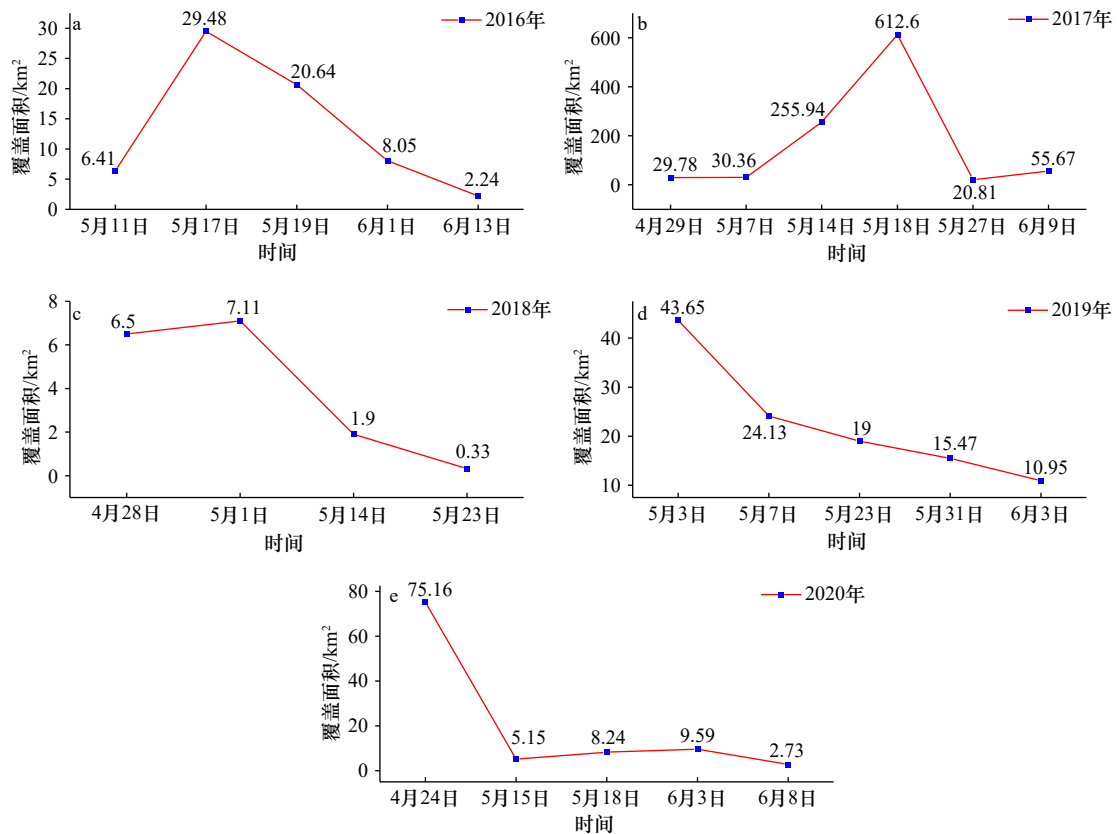 a
2016年
覆盖面积/km²
30
25
20
15
10
5
0
6.41
29.48
20.64
8.05
2.24
5月11日 5月17日 5月19日 6月1日 6月13日
时间
b
2017年
覆盖面积/km²
600
400
200
0
29.78
30.36
255.94
612.6
20.81
55.67
4月29日 5月7日 5月14日 5月18日 5月27日 6月9日
时间
c
2018年
覆盖面积/km²
8
6
4
2
0
6.5
7.11
1.9
0.33
4月28日 5月1日 5月14日 5月23日
时间
d
2019年
覆盖面积/km²
40
30
20
10
43.65
24.13
19
15.47
10.95
5月3日 5月7日 5月23日 5月31日 6月3日
时间
e
2020年
覆盖面积/km²
80
60
40
20
0
75.16
5.15
8.24
9.59
2.73
4月24日 5月15日 5月18日 6月3日 6月8日
时间